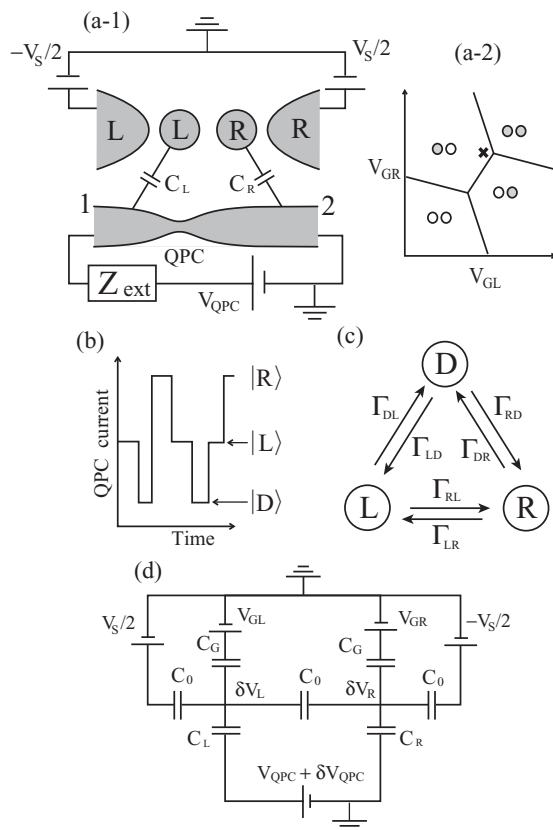 (a-1)
−V_S/2
V_S/2
L L R R
C_L
C_R
1
2
QPC
Z_ext
V_QPC
(a-2)
V_GR
V_GL
(b)
QPC current
Time
|R⟩
|L⟩
|D⟩
(c)
D
Γ_DL
Γ_LD
Γ_RD
Γ_DR
L
Γ_RL
Γ_LR
R
(d)
V_S/2
V_GL
V_GR
−V_S/2
C_G
C_G
C_0
δV_L
C_0
δV_R
C_0
C_L
C_R
V_QPC + δV_QPC